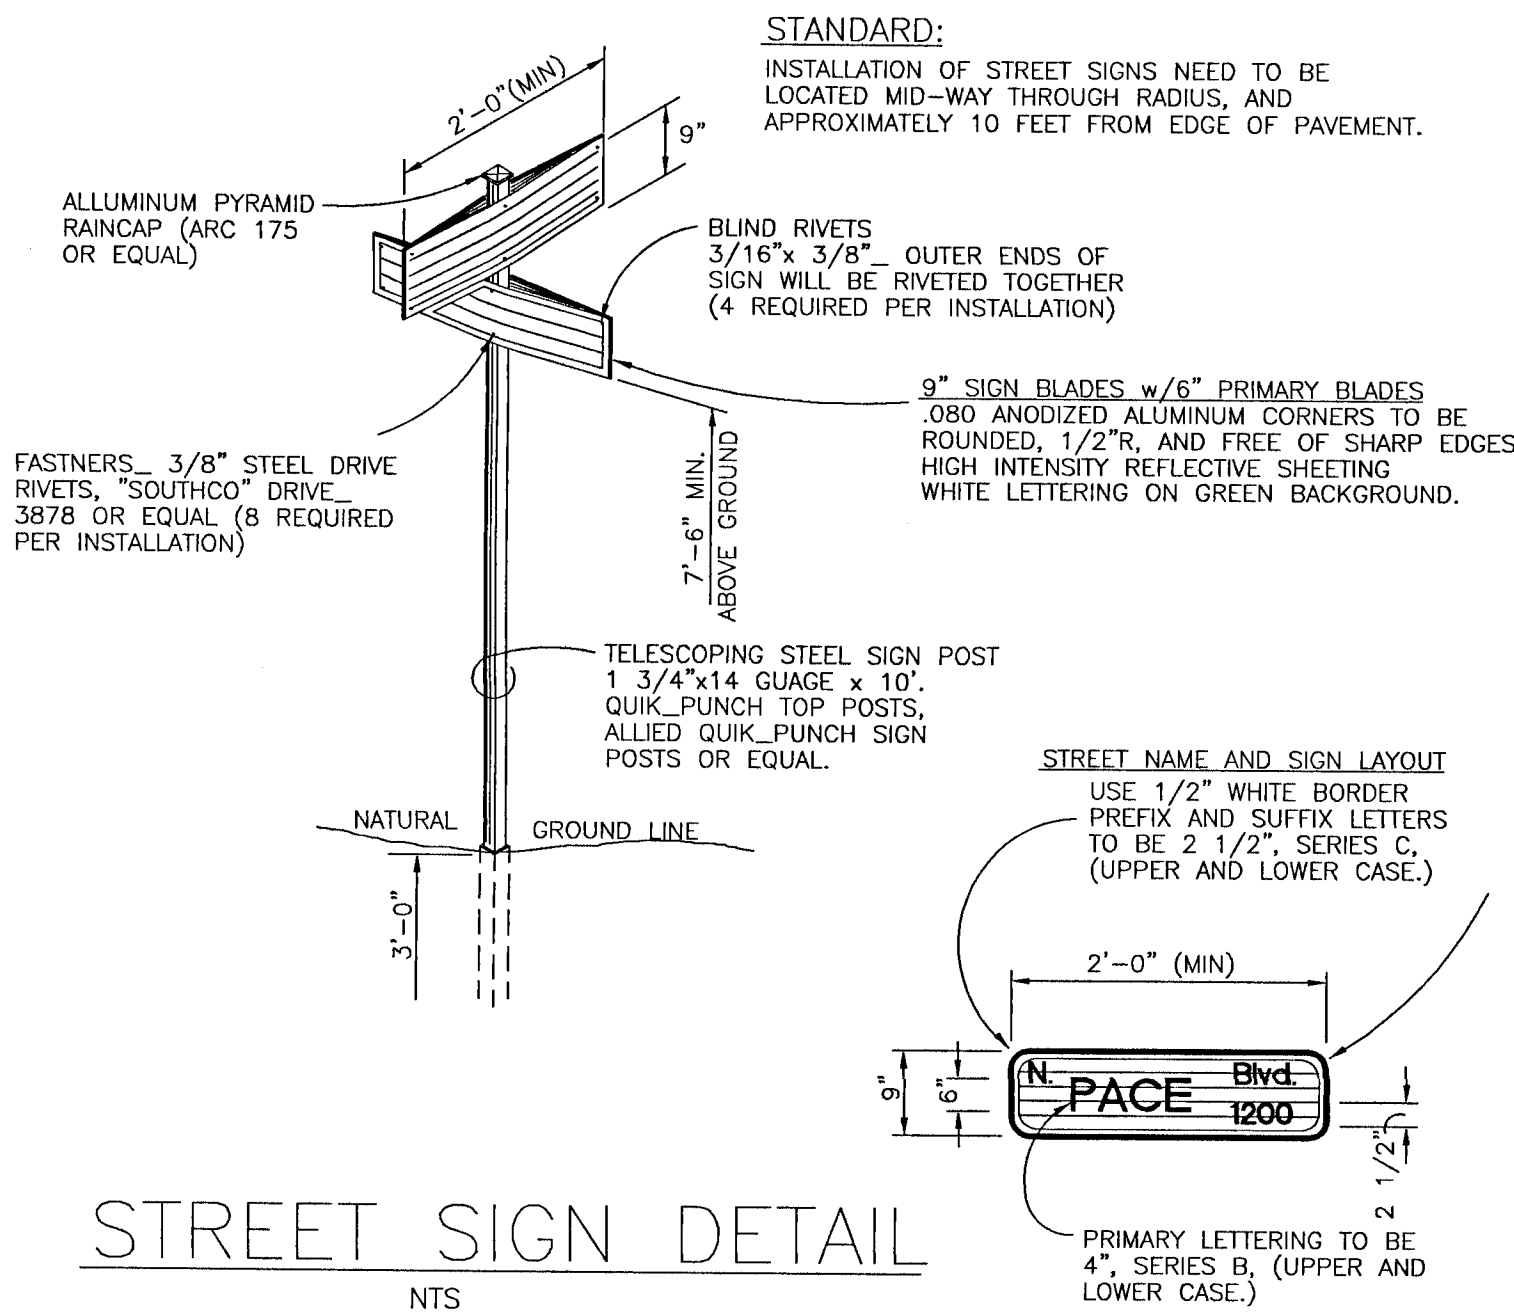 STANDARD:
INSTALLATION OF STREET SIGNS NEED TO BE
LOCATED MID-WAY THROUGH RADIUS, AND
APPROXIMATELY 10 FEET FROM EDGE OF PAVEMENT.
2'-0"(MIN)
9"
ALLUMINUM PYRAMID
RAINCAP (ARC 175
OR EQUAL)
BLIND RIVETS
3/16"x 3/8"_ OUTER ENDS OF
SIGN WILL BE RIVETED TOGETHER
(4 REQUIRED PER INSTALLATION)
9" SIGN BLADES w/6" PRIMARY BLADES
.080 ANODIZED ALUMINUM CORNERS TO BE
ROUNDED, 1/2"R, AND FREE OF SHARP EDGES
HIGH INTENSITY REFLECTIVE SHEETING
WHITE LETTERING ON GREEN BACKGROUND.
FASTNERS_ 3/8" STEEL DRIVE
RIVETS, "SOUTHCO" DRIVE_
3878 OR EQUAL (8 REQUIRED
PER INSTALLATION)
7'-6" MIN.
ABOVE GROUND
TELESCOPING STEEL SIGN POST
1 3/4"x14 GUAGE x 10'.
QUIK_PUNCH TOP POSTS,
ALLIED QUIK_PUNCH SIGN
POSTS OR EQUAL.
NATURAL GROUND LINE
3'-0"
STREET NAME AND SIGN LAYOUT
USE 1/2" WHITE BORDER
PREFIX AND SUFFIX LETTERS
TO BE 2 1/2", SERIES C,
(UPPER AND LOWER CASE.)
2'-0" (MIN)
9"
6"
N. PACE Blvd.
1200
2 1/2"
PRIMARY LETTERING TO BE
4", SERIES B, (UPPER AND
LOWER CASE.)
STREET SIGN DETAIL
NTS